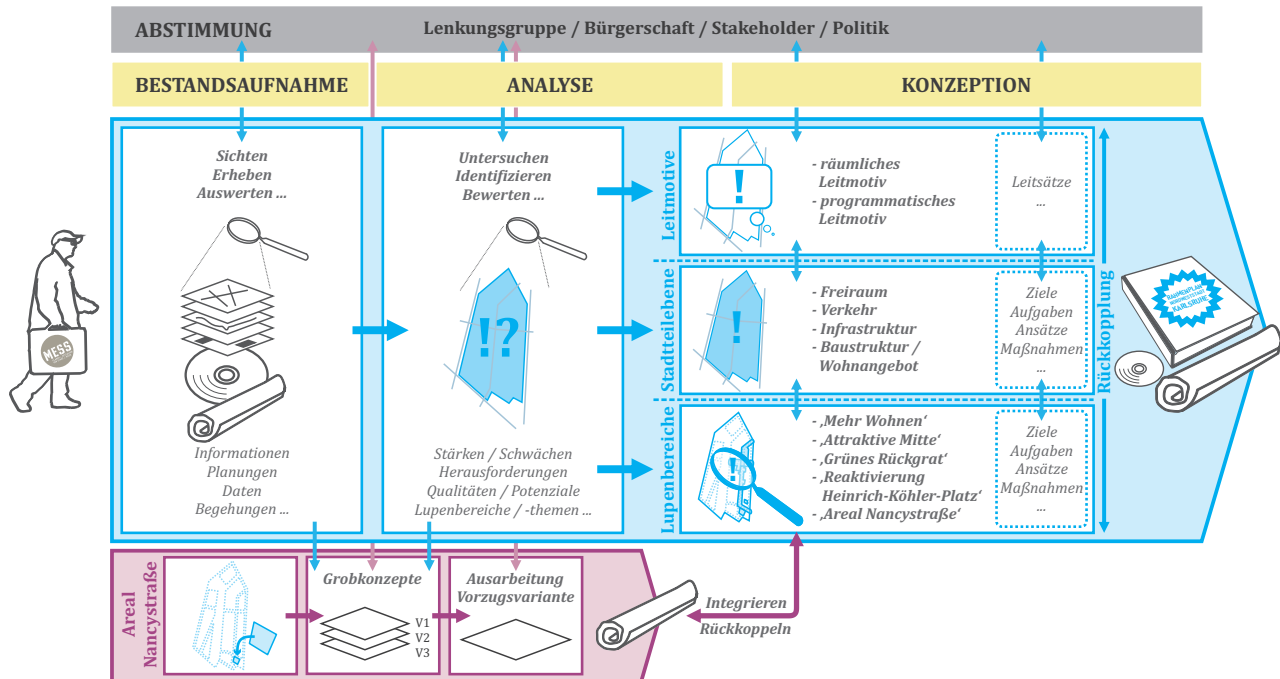 ABSTIMMUNG
Lenkungsgruppe / Bürgerschaft / Stakeholder / Politik
BESTANDSAUFNAHME
ANALYSE
KONZEPTION
Sichten
Erheben
Auswerten ...
Informationen
Planungen
Daten
Begehungen ...
Untersuchen
Identifizieren
Bewerten ...
!?
Stärken / Schwächen
Herausforderungen
Qualitäten / Potenziale
Lupenbereiche / -themen ...
Leitmotive
!
- räumliches
Leitmotiv
- programmatisches
Leitmotiv
Leitsätze
...
Stadtteilebene
!
- Freiraum
- Verkehr
- Infrastruktur
- Baustruktur /
Wohnangebot
Ziele
Aufgaben
Ansätze
Maßnahmen
...
Lupenbereiche
!
- ‚Mehr Wohnen‘
- ‚Attraktive Mitte‘
- ‚Grünes Rückgrat‘
- ‚Reaktivierung
Heinrich-Köhler-Platz‘
- ‚Areal Nancystraße‘
Ziele
Aufgaben
Ansätze
Maßnahmen
...
Rückkopplung
RAHMENPLAN
NORDWESTSTADT
KARLSRUHE
MESS
Areal
Nancystraße
Grobkonzepte
V1
V2
V3
Ausarbeitung
Vorzugsvariante
Integrieren
Rückkoppeln